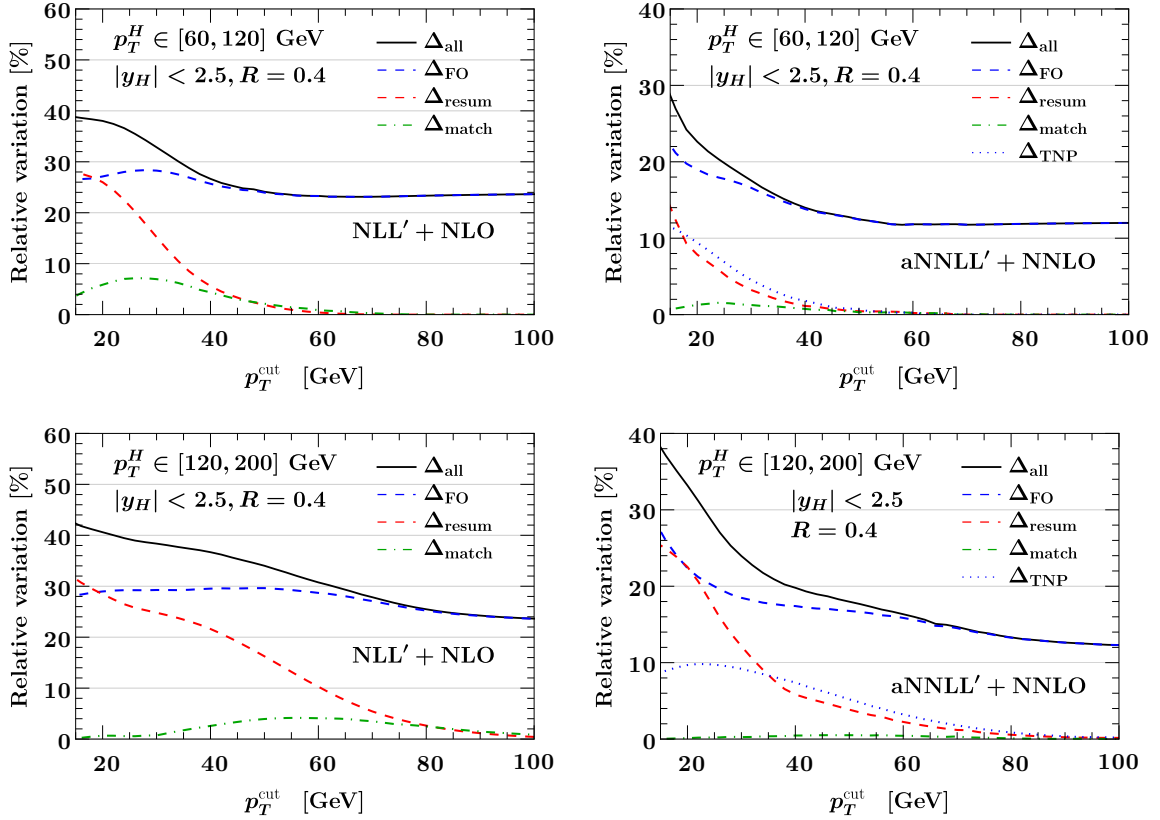 Relative variation [%]
60
50
40
30
20
10
0
p_T^H ∈ [60, 120] GeV
|y_H| < 2.5, R = 0.4
Δ_all
Δ_FO
Δ_resum
Δ_match
NLL′ + NLO
20 40 60 80 100
p_T^cut [GeV]
Relative variation [%]
40
30
20
10
0
p_T^H ∈ [60, 120] GeV
|y_H| < 2.5, R = 0.4
Δ_all
Δ_FO
Δ_resum
Δ_match
Δ_TNP
aNNLL′ + NNLO
20 40 60 80 100
p_T^cut [GeV]
Relative variation [%]
60
50
40
30
20
10
0
p_T^H ∈ [120, 200] GeV
|y_H| < 2.5, R = 0.4
Δ_all
Δ_FO
Δ_resum
Δ_match
NLL′ + NLO
20 40 60 80 100
p_T^cut [GeV]
Relative variation [%]
40
30
20
10
0
p_T^H ∈ [120, 200] GeV
|y_H| < 2.5
R = 0.4
Δ_all
Δ_FO
Δ_resum
Δ_match
Δ_TNP
aNNLL′ + NNLO
20 40 60 80 100
p_T^cut [GeV]